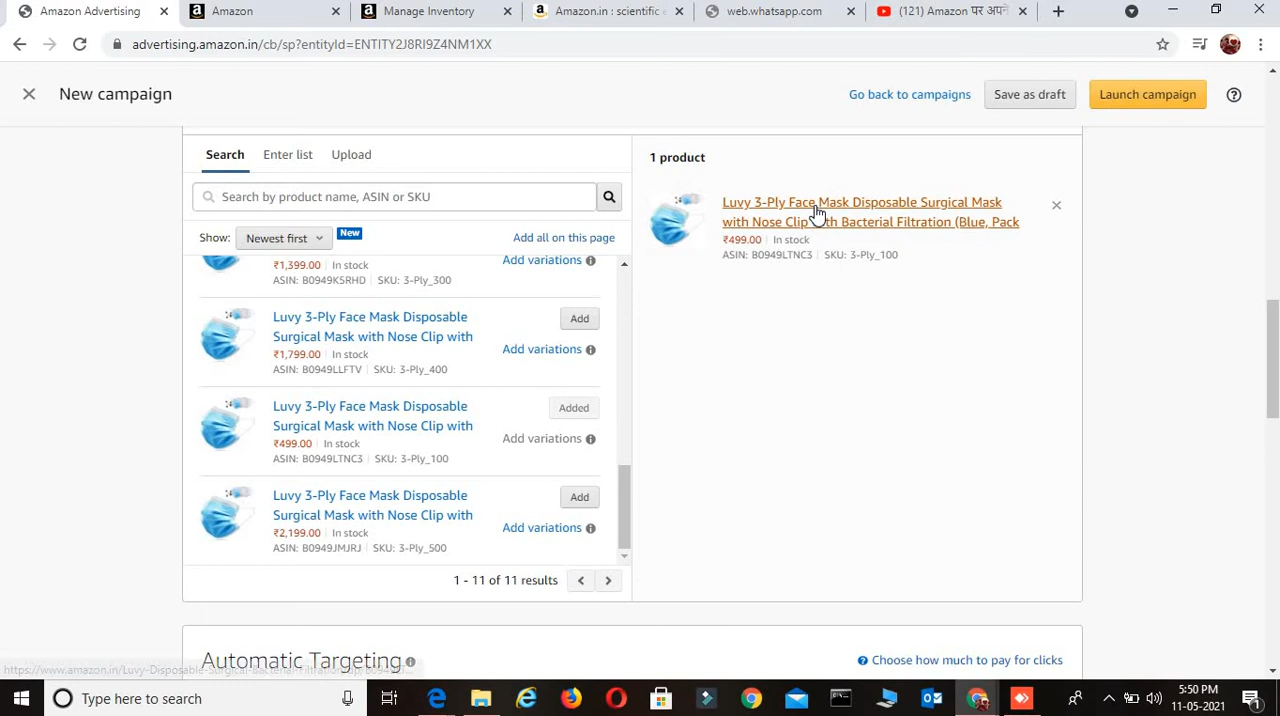 Amazon Advertising
Amazon
Manage Inventory
Amazon.in : scientific
web.whatsapp.com
(121) Amazon पर अपने
advertising.amazon.in/cb/sp?entityId=ENTITY2J8RI9Z4NM1XX
New campaign
Go back to campaigns
Save as draft
Launch campaign
Search
Enter list
Upload
1 product
Search by product name, ASIN or SKU
Luvy 3-Ply Face Mask Disposable Surgical Mask
with Nose Clip with Bacterial Filtration (Blue, Pack
₹499.00 In stock
ASIN: B0949LTNC3 SKU: 3-Ply_100
Show: Newest first
New
Add all on this page
₹1,399.00 In stock
Add variations
ASIN: B0949KSRHD SKU: 3-Ply_300
Luvy 3-Ply Face Mask Disposable
Surgical Mask with Nose Clip with
Add
₹1,799.00 In stock
Add variations
ASIN: B0949LLFTV SKU: 3-Ply_400
Luvy 3-Ply Face Mask Disposable
Surgical Mask with Nose Clip with
Added
₹499.00 In stock
Add variations
ASIN: B0949LTNC3 SKU: 3-Ply_100
Luvy 3-Ply Face Mask Disposable
Surgical Mask with Nose Clip with
Add
₹2,199.00 In stock
Add variations
ASIN: B0949JMJRJ SKU: 3-Ply_500
1 - 11 of 11 results
Automatic Targeting
Choose how much to pay for clicks
Type here to search
5:50 PM
11-05-2021
1